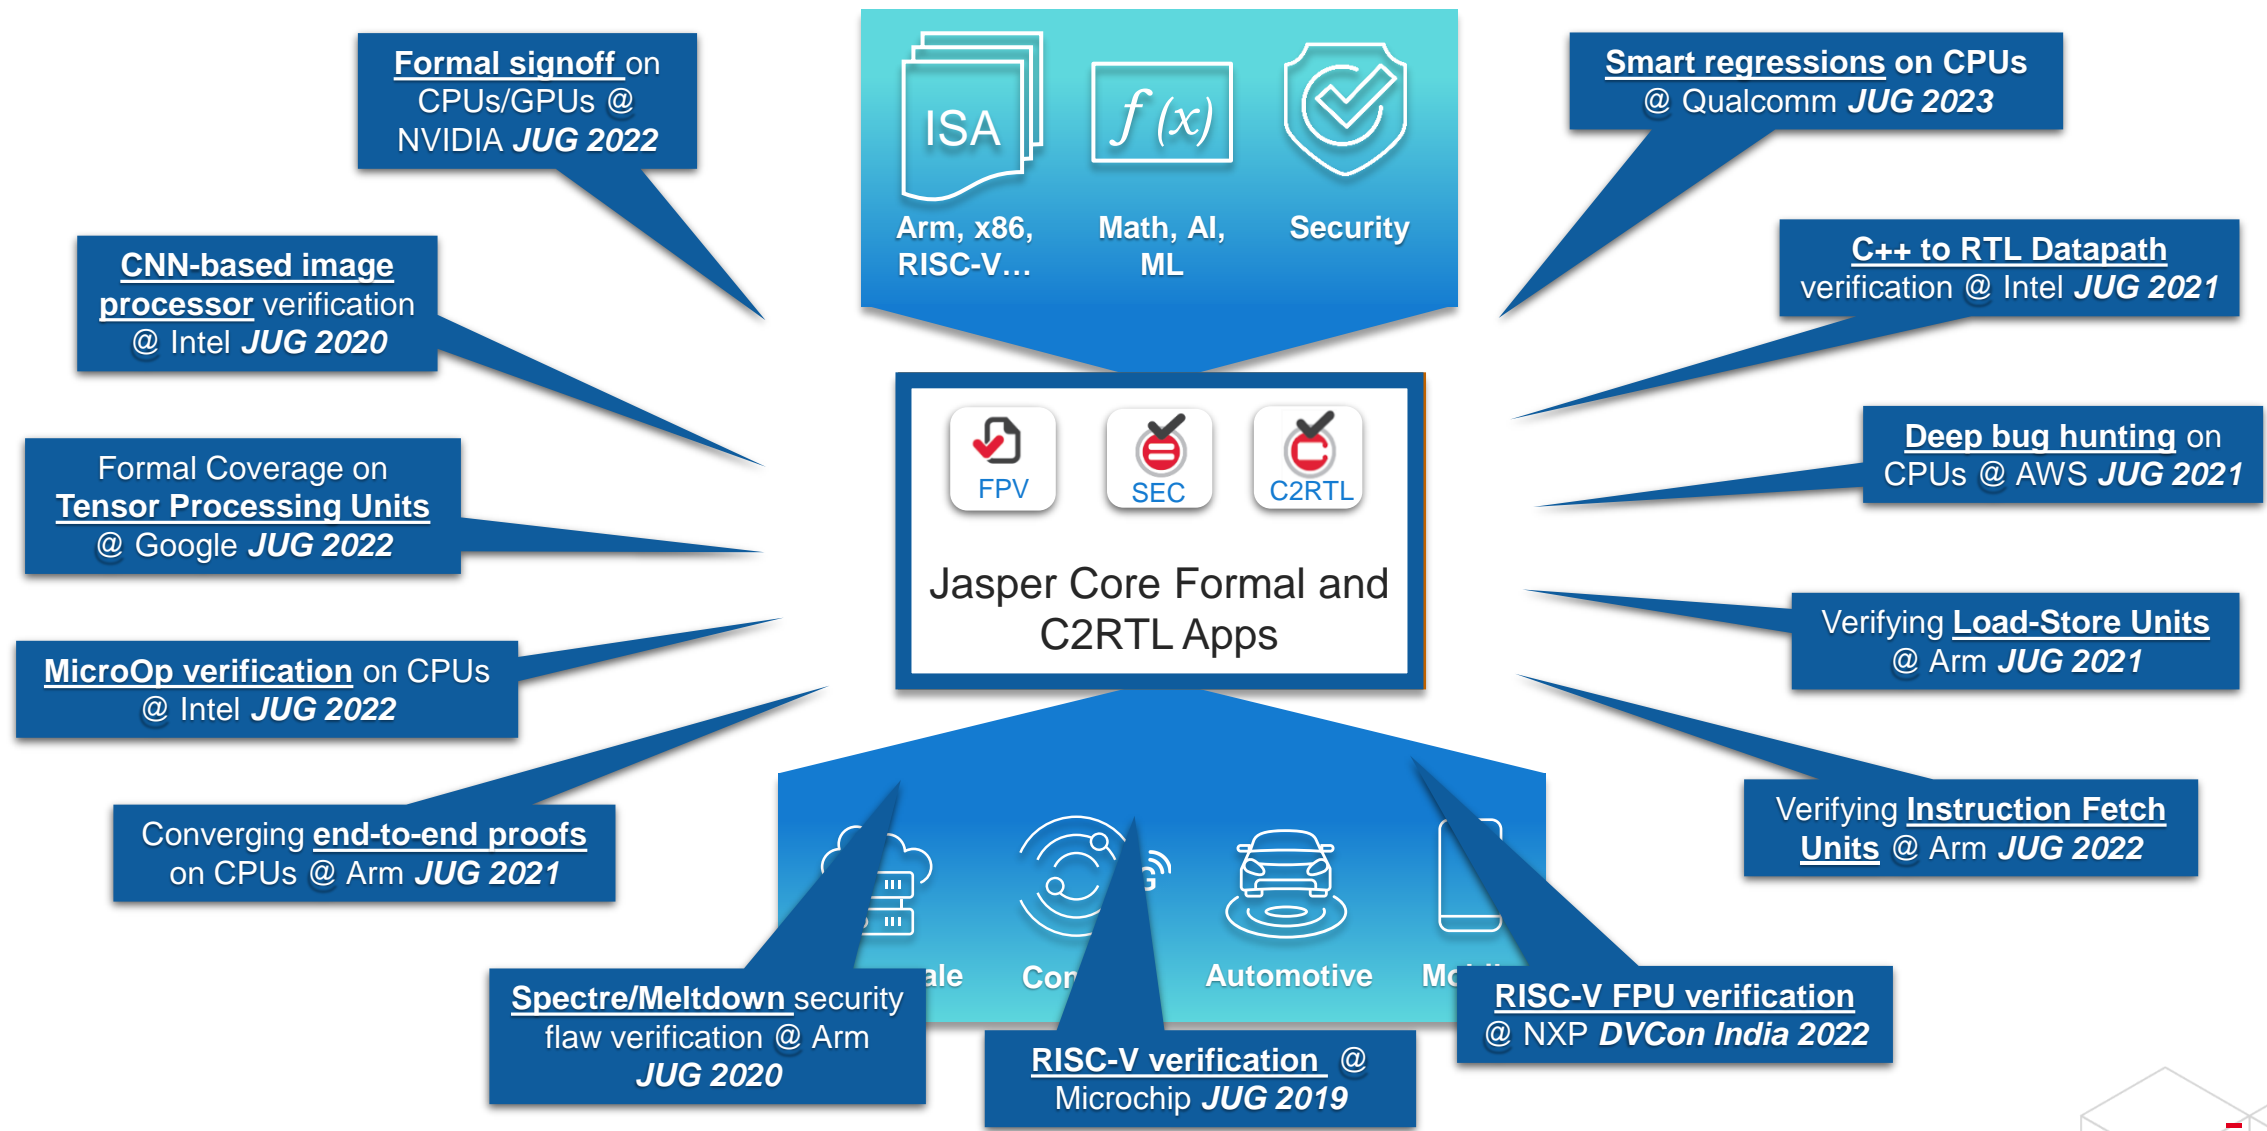 Formal signoff on
CPUs/GPUs @
NVIDIA JUG 2022
ISA
f (x)
Arm, x86,
RISC-V…
Math, AI,
ML
Security
Smart regressions on CPUs
@ Qualcomm JUG 2023
CNN-based image
processor verification
@ Intel JUG 2020
C++ to RTL Datapath
verification @ Intel JUG 2021
FPV
SEC
C2RTL
Jasper Core Formal and
C2RTL Apps
Formal Coverage on
Tensor Processing Units
@ Google JUG 2022
Deep bug hunting on
CPUs @ AWS JUG 2021
MicroOp verification on CPUs
@ Intel JUG 2022
Verifying Load-Store Units
@ Arm JUG 2021
Converging end-to-end proofs
on CPUs @ Arm JUG 2021
Verifying Instruction Fetch
Units @ Arm JUG 2022
Automotive
Spectre/Meltdown security
flaw verification @ Arm
JUG 2020
RISC-V verification @
Microchip JUG 2019
RISC-V FPU verification
@ NXP DVCon India 2022